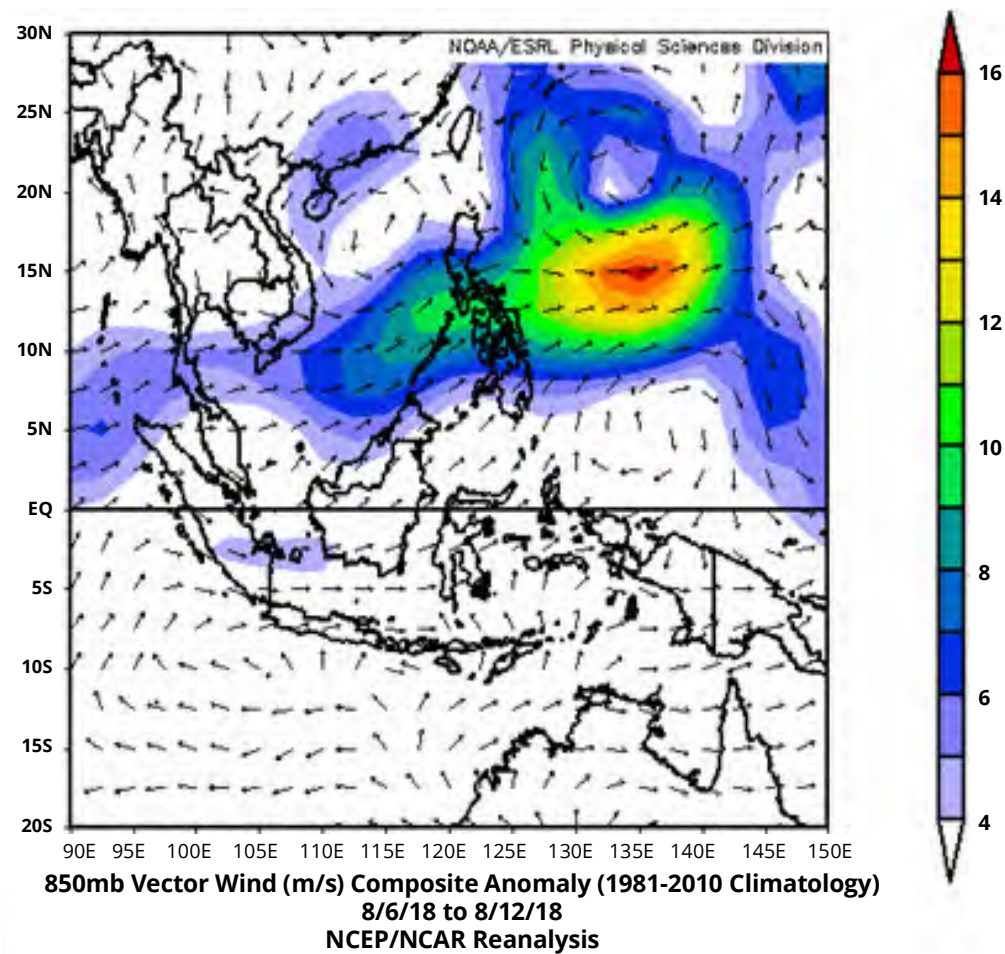 NOAA/ESRL Physical Sciences Division
30N
25N
20N
15N
10N
5N
EQ
5S
10S
15S
20S
90E 95E 100E 105E 110E 115E 120E 125E 130E 135E 140E 145E 150E
16
14
12
10
8
6
4
850mb Vector Wind (m/s) Composite Anomaly (1981-2010 Climatology)
8/6/18 to 8/12/18
NCEP/NCAR Reanalysis